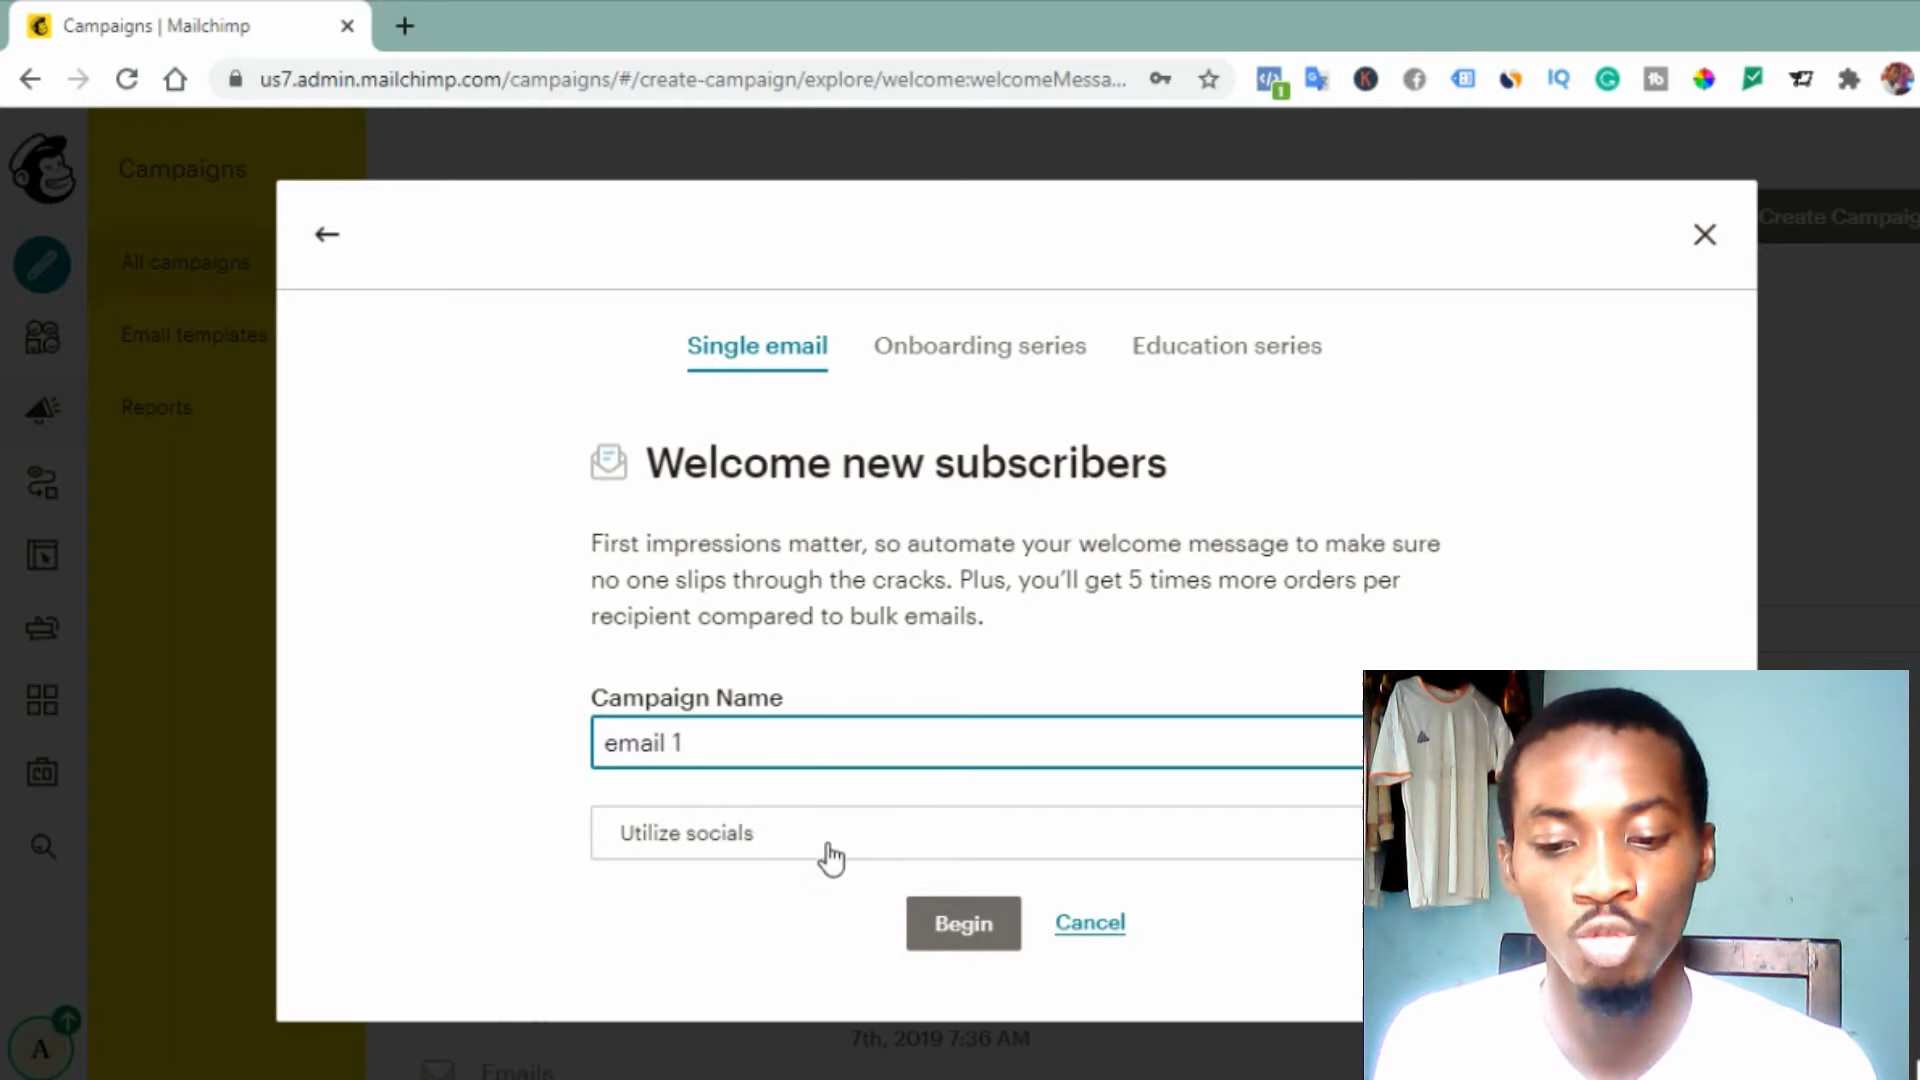 Campaigns | Mailchimp
us7.admin.mailchimp.com/campaigns/#/create-campaign/explore/welcome:welcomeMessa...
1
Campaigns
All campaigns
Email templates
Reports
Create Campaig
Single email
Onboarding series
Education series
Welcome new subscribers
First impressions matter, so automate your welcome message to make sure
no one slips through the cracks. Plus, you'll get 5 times more orders per
recipient compared to bulk emails.
Campaign Name
email 1
Utilize socials
Begin
Cancel
7th, 2019 7:36 AM
Emails
A